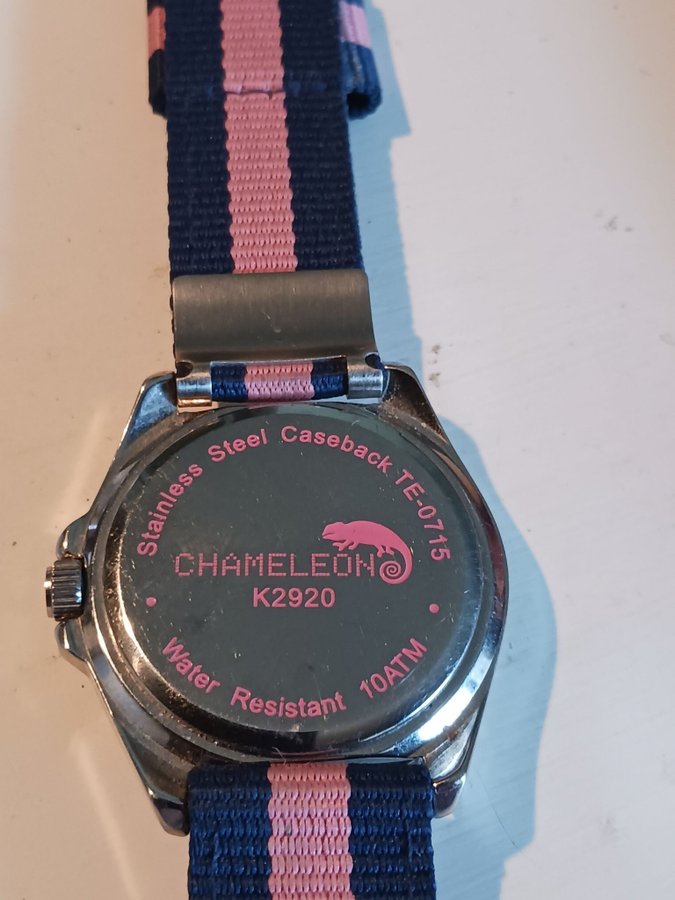 Stainless Steel Caseback TE-0715
CHAMELEON
K2920
Water Resistant 10ATM